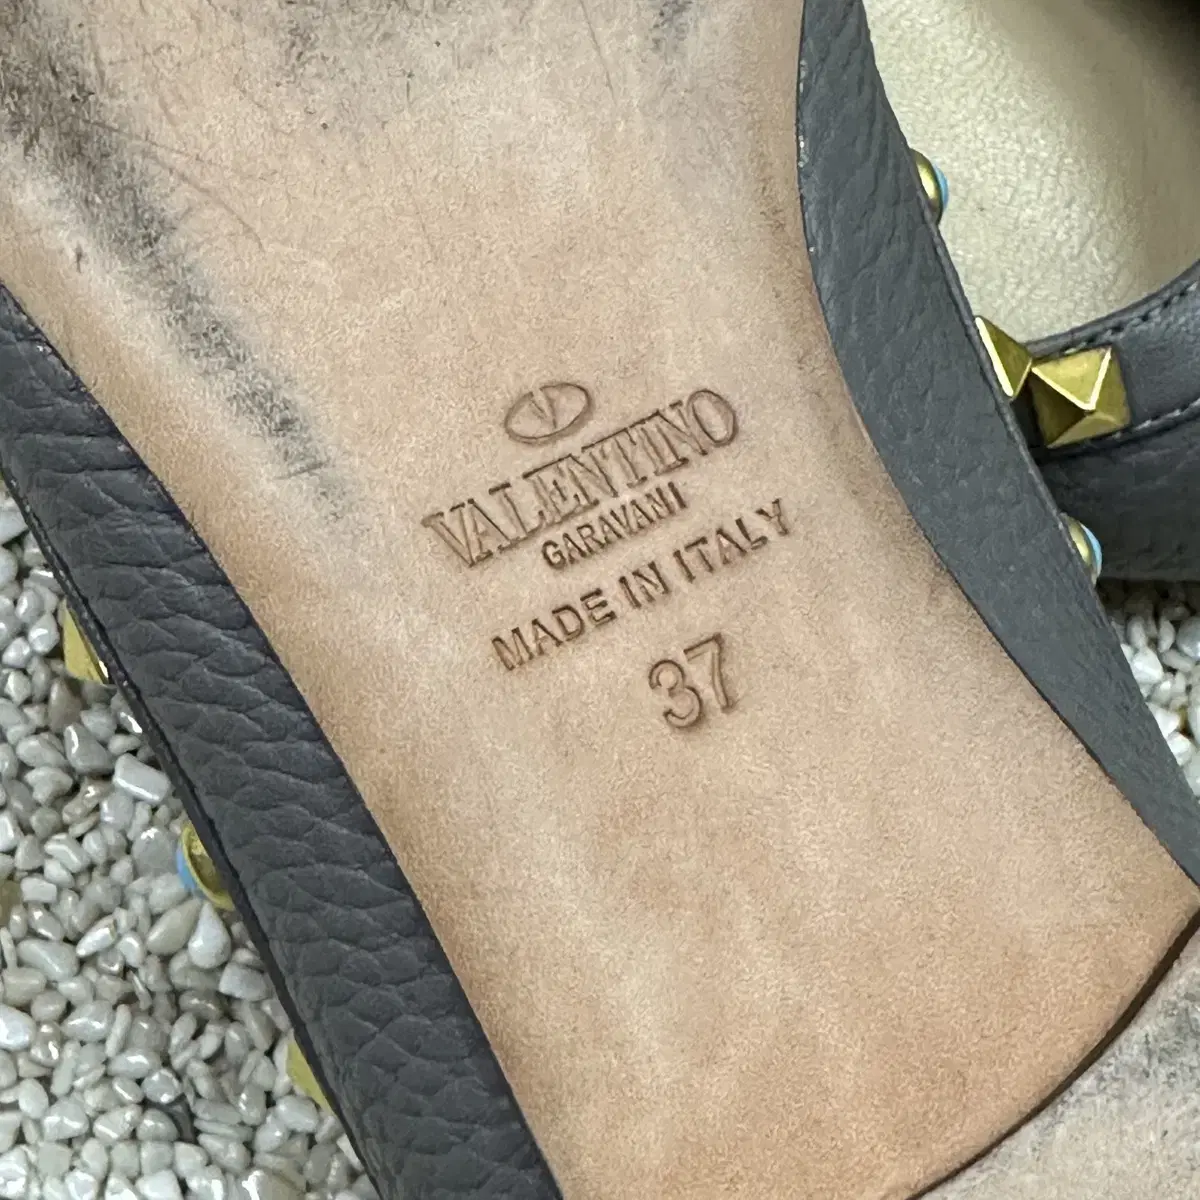 V
VALENTINO
GARAVANI
MADE IN ITALY
37